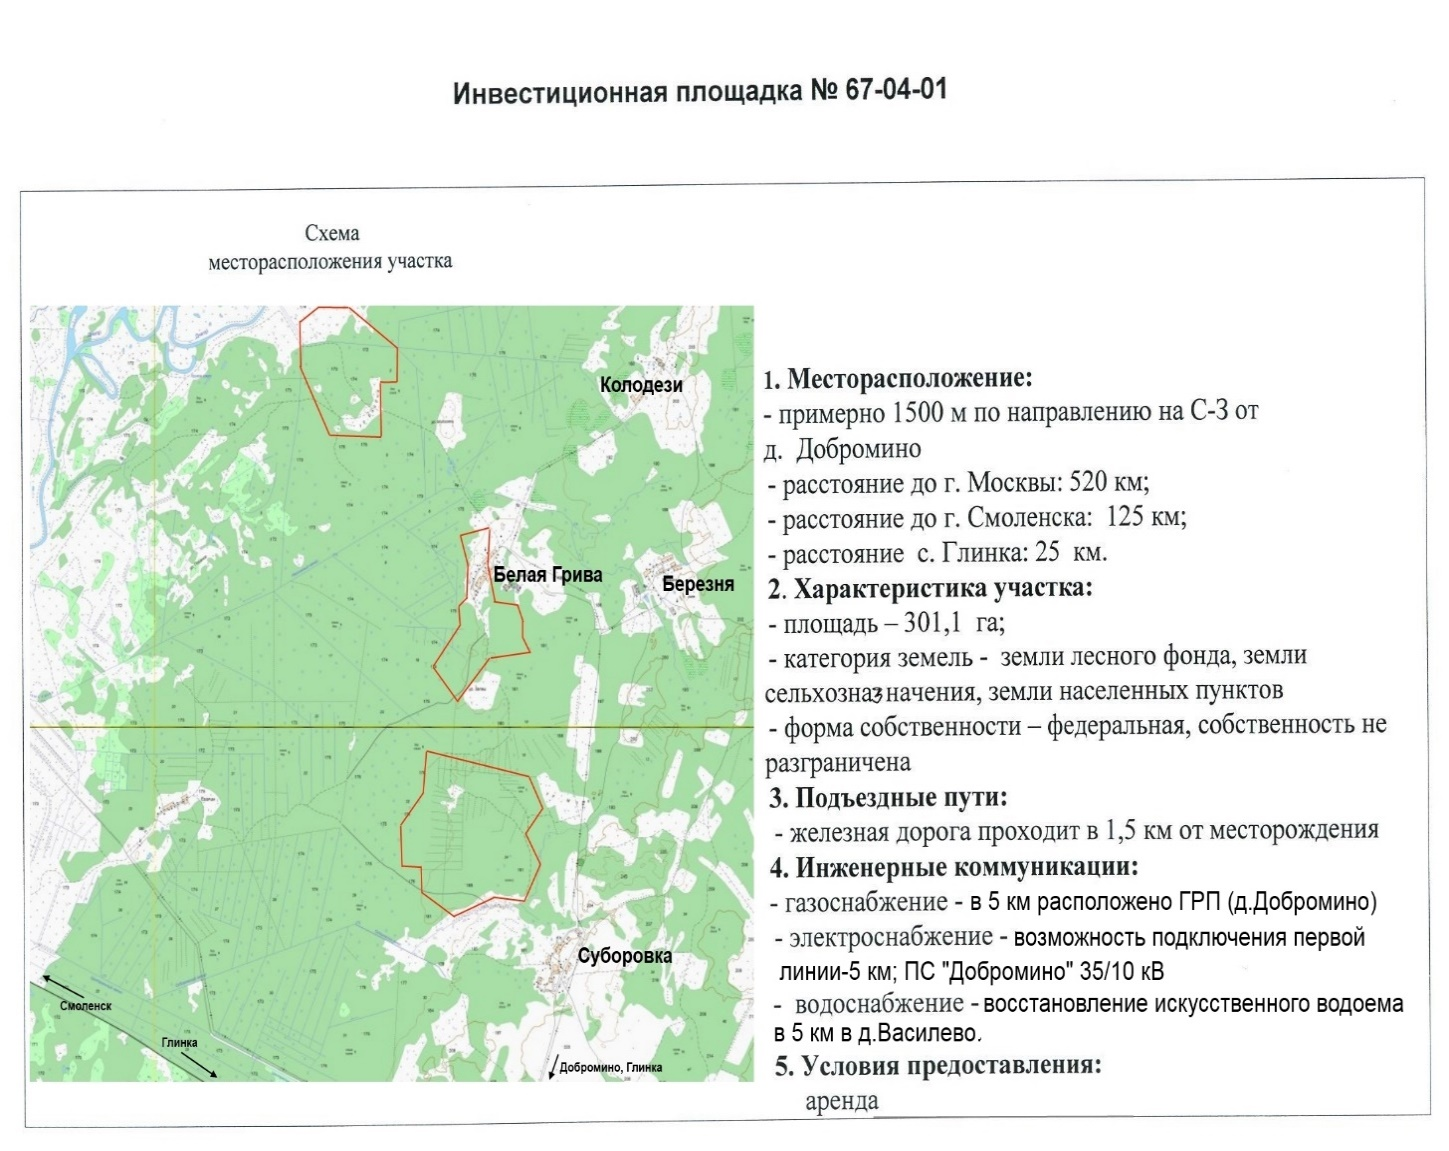 Инвестиционная площадка № 67-04-01
Схема
месторасположения участка
Колодези
Белая Грива
Березня
Суборовка
Смоленск
Глинка
Добромино, Глинка
1. Месторасположение:
- примерно 1500 м по направлению на С-З от
д. Добромино
- расстояние до г. Москвы: 520 км;
- расстояние до г. Смоленска: 125 км;
- расстояние с. Глинка: 25 км.
2. Характеристика участка:
- площадь – 301,1 га;
- категория земель - земли лесного фонда, земли
сельхозназначения, земли населенных пунктов
- форма собственности – федеральная, собственность не
разграничена
3. Подъездные пути:
- железная дорога проходит в 1,5 км от месторождения
4. Инженерные коммуникации:
- газоснабжение - в 5 км расположено ГРП (д.Добромино)
- электроснабжение - возможность подключения первой
линии-5 км; ПС "Добромино" 35/10 кВ
- водоснабжение - восстановление искусственного водоема
в 5 км в д.Василево.
5. Условия предоставления:
аренда